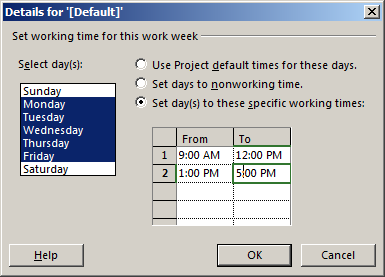 Details for '[Default]'
Set working time for this work week
Select day(s):
Sunday
Monday
Tuesday
Wednesday
Thursday
Friday
Saturday
Use Project default times for these days.
Set days to nonworking time.
Set day(s) to these specific working times:
From To
1 9:00 AM 12:00 PM
2 1:00 PM 5:00 PM
Help OK Cancel